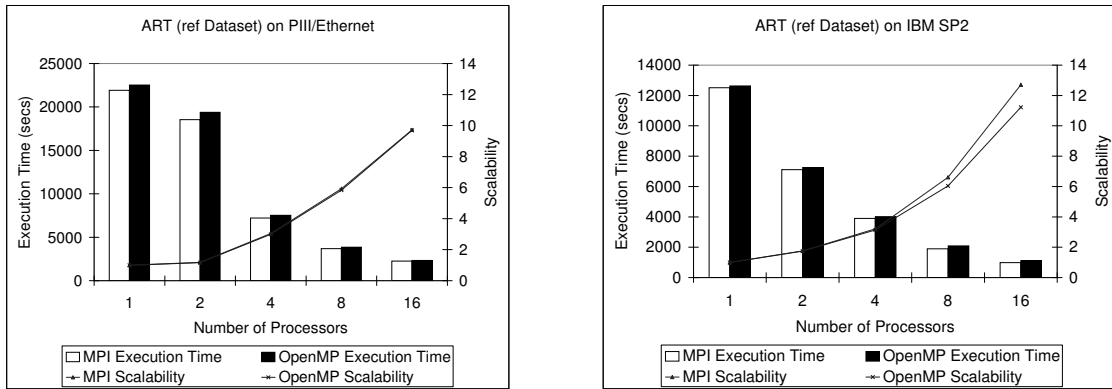 ART (ref Dataset) on PIII/Ethernet
25000
20000
15000
10000
5000
0
Execution Time (secs)
14
12
10
8
6
4
2
0
Scalability
1 2 4 8 16
Number of Processors
MPI Execution Time OpenMP Execution Time
MPI Scalability OpenMP Scalability
ART (ref Dataset) on IBM SP2
14000
12000
10000
8000
6000
4000
2000
0
Execution Time (secs)
14
12
10
8
6
4
2
0
Scalability
1 2 4 8 16
Number of Processors
MPI Execution Time OpenMP Execution Time
MPI Scalability OpenMP Scalability